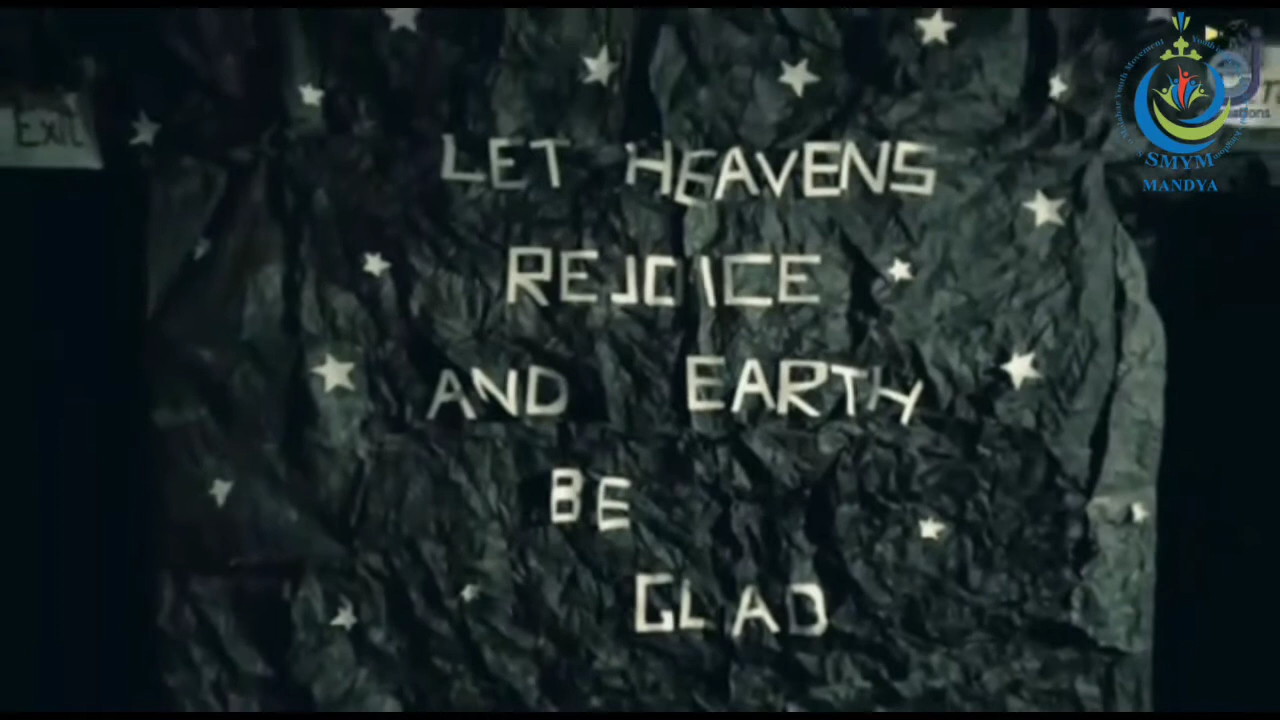 LET HEAVENS
REJOICE
AND EARTH
BE
GLAD
Exit
SMYM
MANDYA